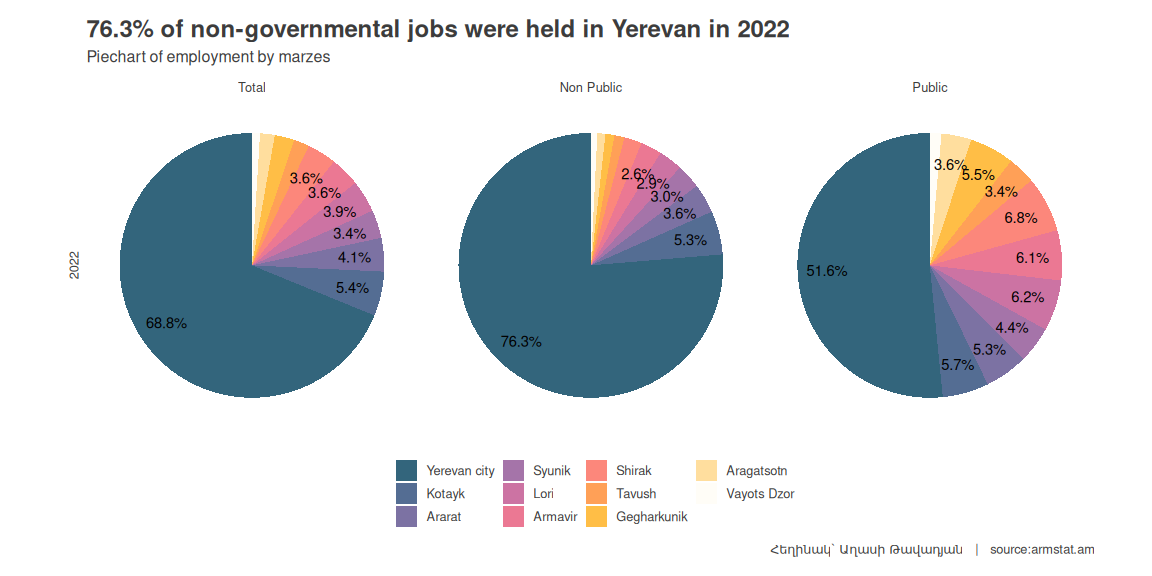 76.3% of non-governmental jobs were held in Yerevan in 2022
Piechart of employment by marzes
Total
Non Public
Public
2022
3.6%
3.6%
3.9%
3.4%
4.1%
5.4%
68.8%
2.6%
2.9%
3.0%
3.6%
5.3%
76.3%
3.6%
5.5%
3.4%
6.8%
6.1%
6.2%
4.4%
5.3%
5.7%
51.6%
Yerevan city
Kotayk
Ararat
Syunik
Lori
Armavir
Shirak
Tavush
Gegharkunik
Aragatsotn
Vayots Dzor
Հեղինակ՝ Աղասի Թավադյան | source:armstat.am